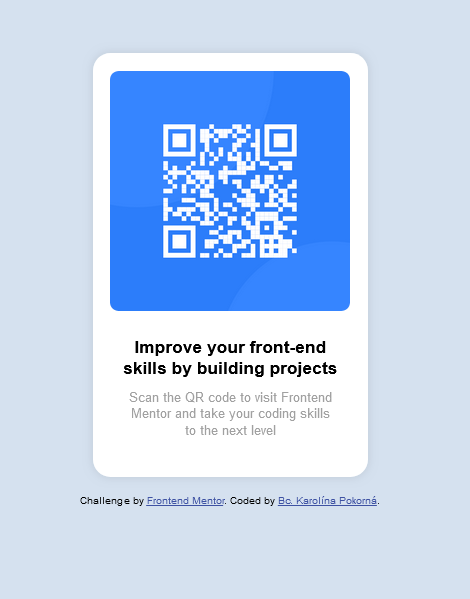 Improve your front-end
skills by building projects
Scan the QR code to visit Frontend
Mentor and take your coding skills
to the next level
Challenge by Frontend Mentor. Coded by Bc. Karolína Pokorná.